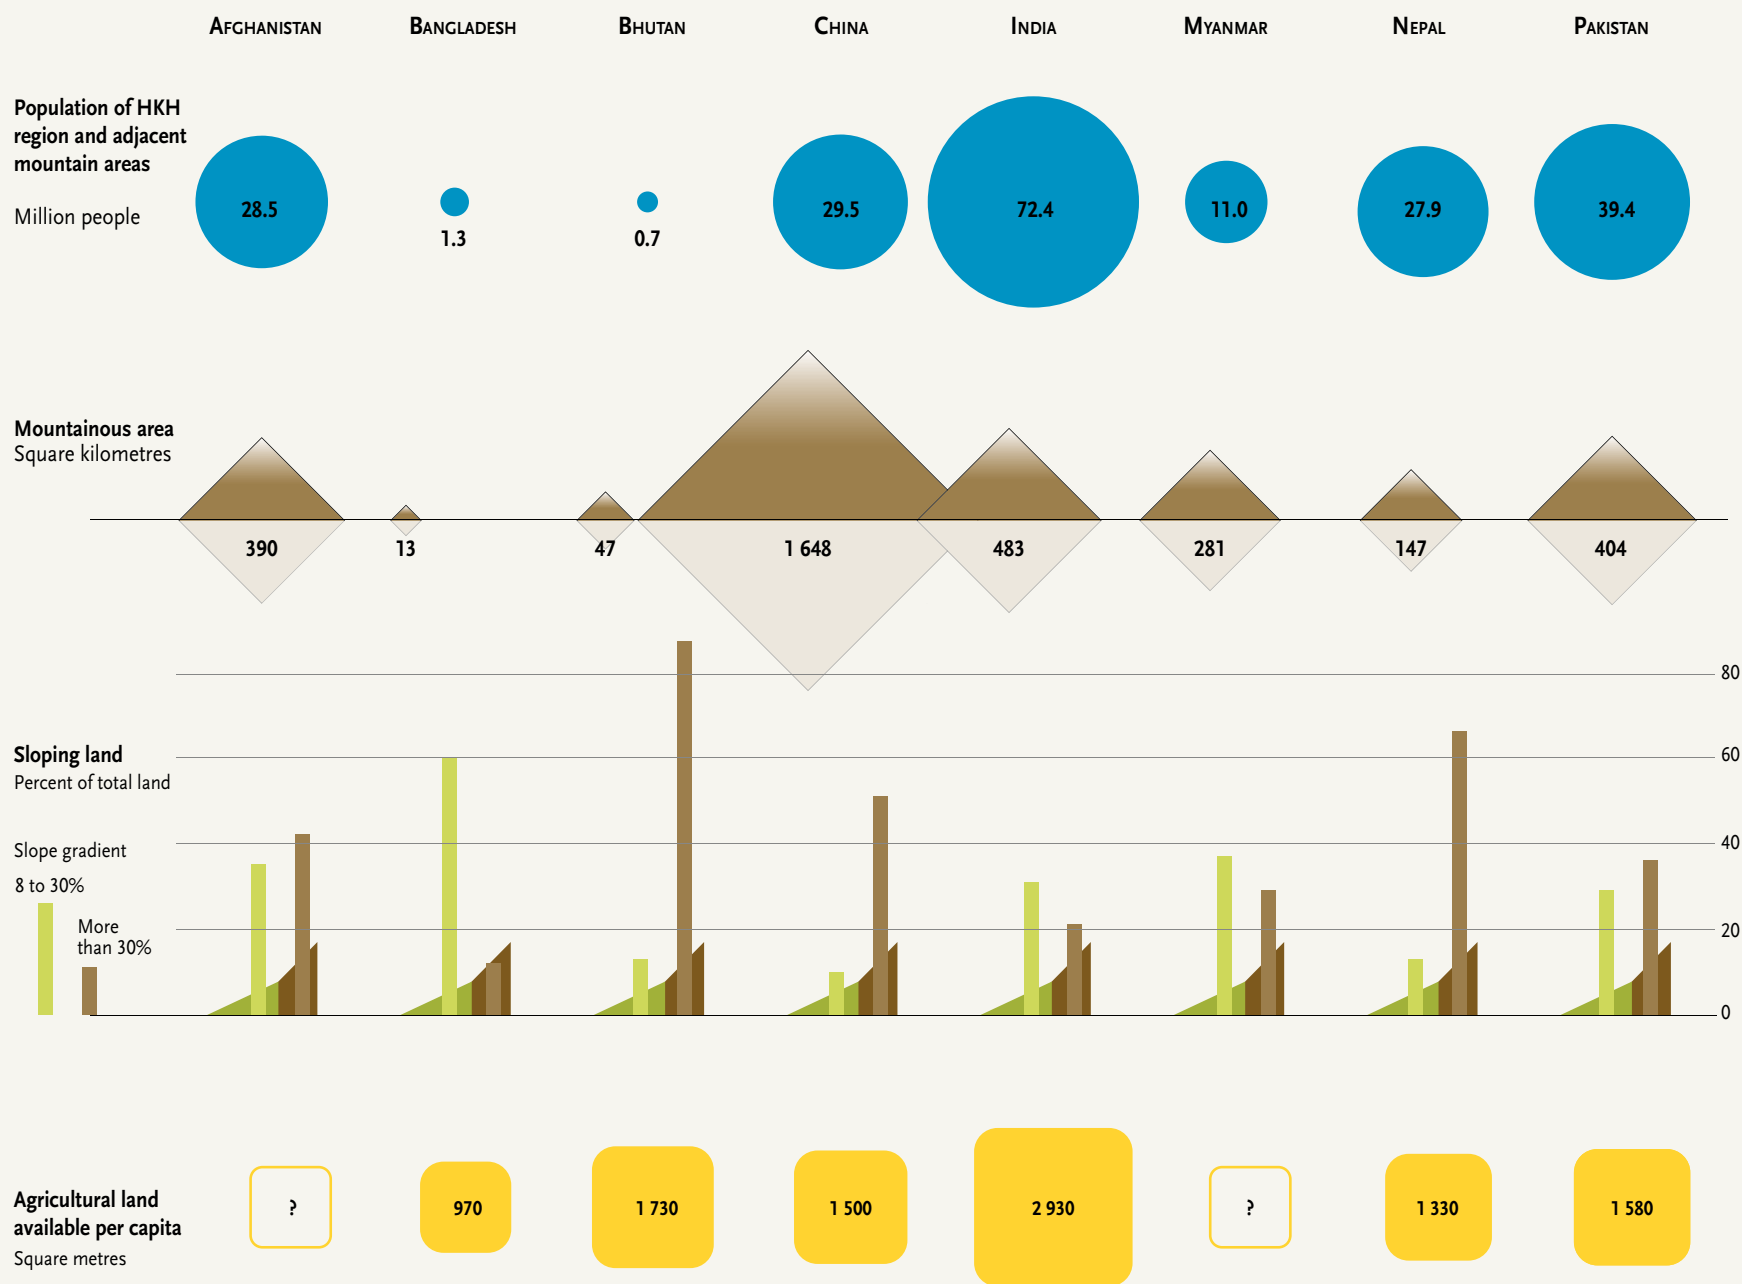 AFGHANISTAN BANGLADESH BHUTAN CHINA INDIA MYANMAR NEPAL PAKISTAN
Population of HKH
region and adjacent
mountain areas
Million people
28.5 1.3 0.7 29.5 72.4 11.0 27.9 39.4
Mountainous area
Square kilometres
390 13 47 1 648 483 281 147 404
80
Sloping land
60
Percent of total land
40
Slope gradient
8 to 30%
More
than 30%
20
0
Agricultural land
available per capita
Square metres
? 970 1 730 1 500 2 930 ? 1 330 1 580